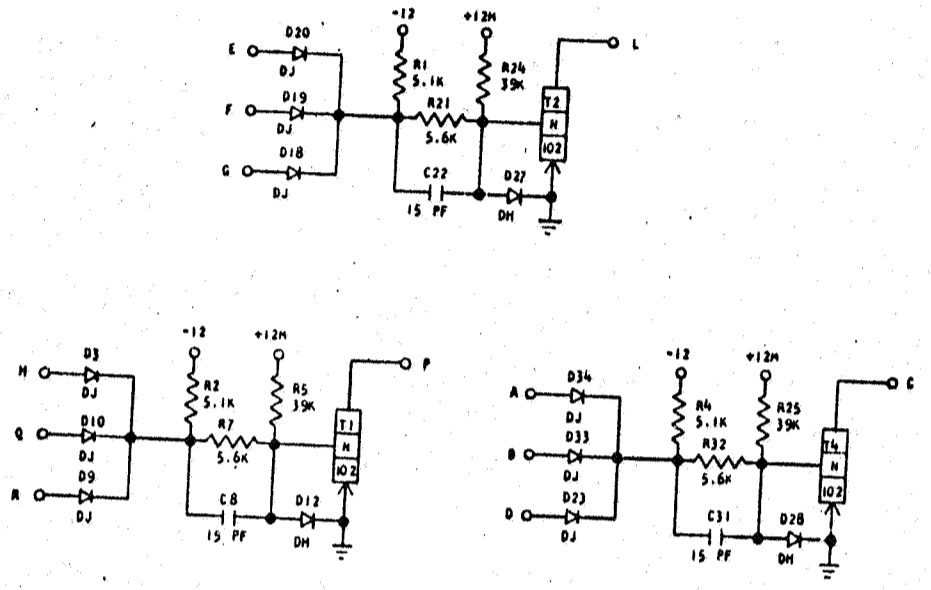 -12
+12M
D20
E
L
DJ
R1
5.1K
R24
39K
D19
R21
T2
F
DJ
5.6K
N
D18
102
G
DJ
C22
D27
15 PF
DH
-12
+12M
D3
P
DJ
R2
5.1K
R5
39K
D10
R7
T1
Q
DJ
5.6K
N
D9
102
DJ
C8
D12
15 PF
DH
-12
+12M
D34
A
DJ
R4
5.1K
R25
39K
D33
R32
T4
DJ
5.6K
N
D23
102
D
DJ
C31
D28
15 PF
DH